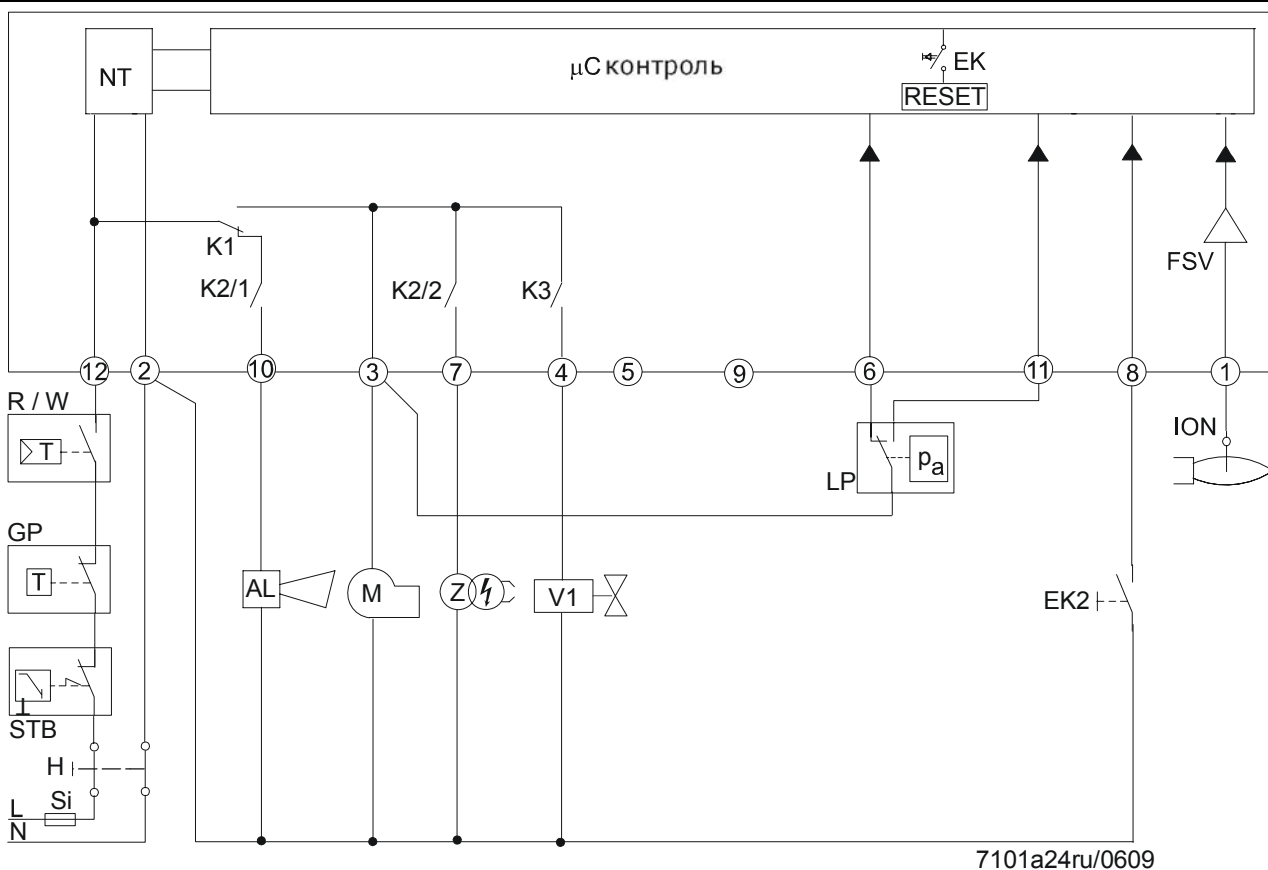 NT
µC контроль
EK
RESET
K1
K2/1
K2/2
K3
FSV
12
2
10
3
7
4
5
9
6
11
8
1
R / W
T
ION
LP
pa
GP
T
AL
M
Z
V1
EK2
STB
H
Si
L
N
7101a24ru/0609